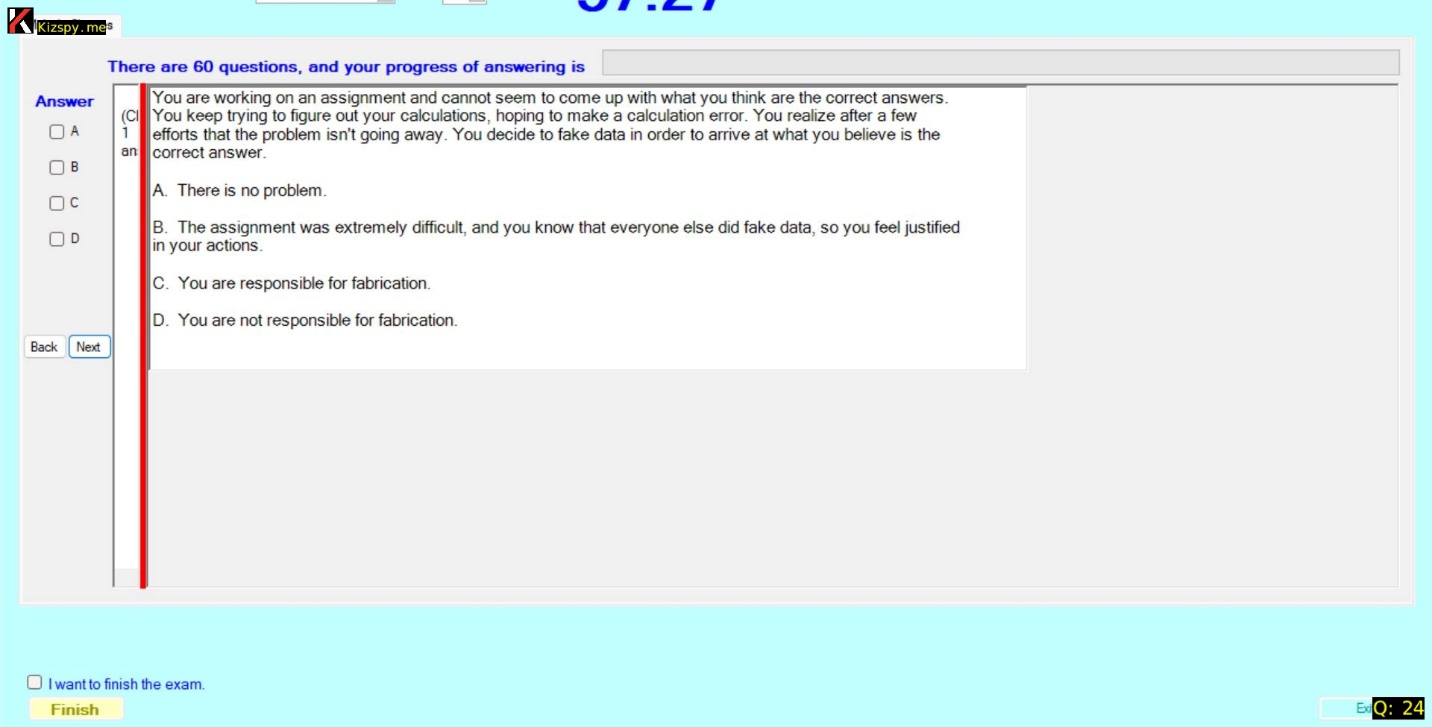 Kizspy.me s
There are 60 questions, and your progress of answering is
Answer
A
B
C
D
Back Next
(Cl
1
an
You are working on an assignment and cannot seem to come up with what you think are the correct answers.
You keep trying to figure out your calculations, hoping to make a calculation error. You realize after a few
efforts that the problem isn't going away. You decide to fake data in order to arrive at what you believe is the
correct answer.
A. There is no problem.
B. The assignment was extremely difficult, and you know that everyone else did fake data, so you feel justified
in your actions.
C. You are responsible for fabrication.
D. You are not responsible for fabrication.
I want to finish the exam.
Finish
Q: 24